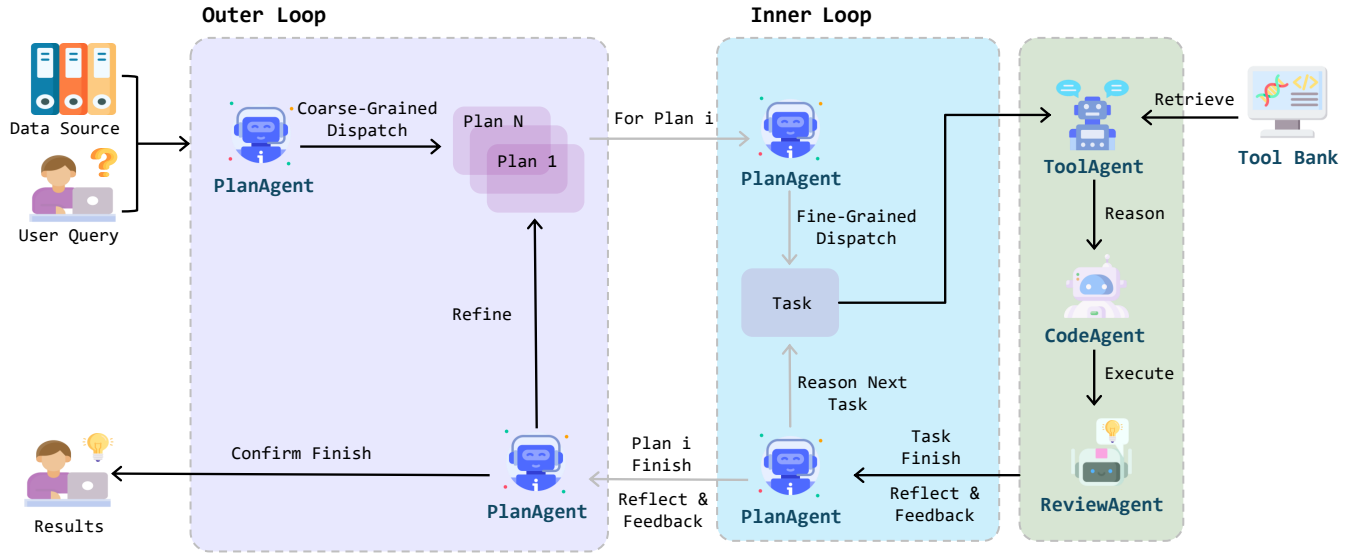 Outer Loop
Inner Loop
Data Source
User Query
PlanAgent
Coarse-Grained
Dispatch
Plan N
Plan 1
For Plan i
PlanAgent
Fine-Grained
Dispatch
Task
ToolAgent
Retrieve
Tool Bank
Reason
CodeAgent
Execute
ReviewAgent
Task
Finish
Reflect &
Feedback
Reason Next
Task
PlanAgent
Plan i
Finish
Reflect &
Feedback
PlanAgent
Refine
Confirm Finish
Results